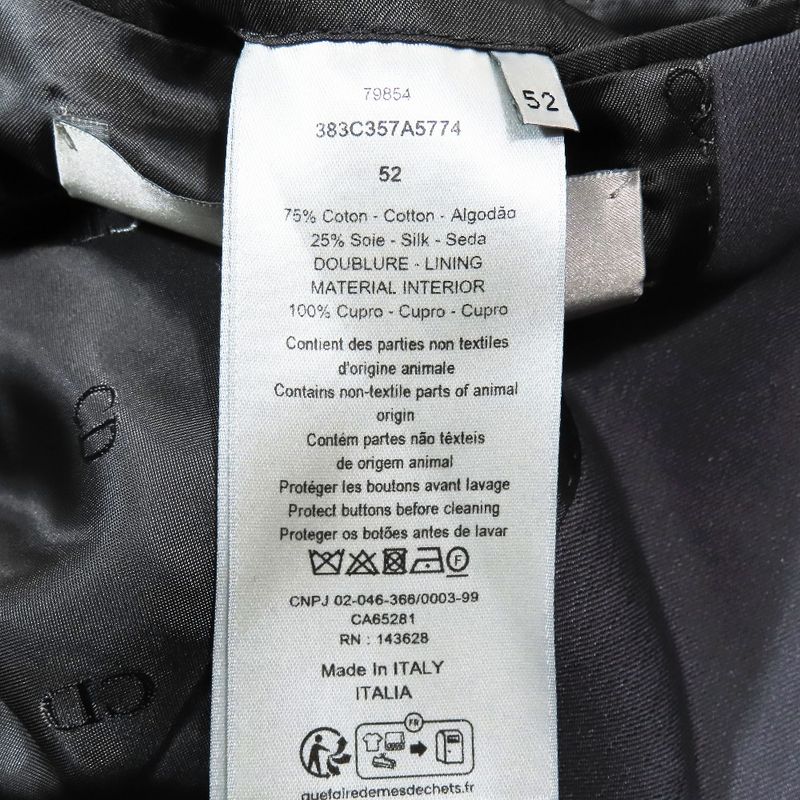 79854
383C357A5774
52
52
75% Coton - Cotton - Algodão
25% Soie - Silk - Seda
DOUBLURE - LINING
MATERIAL INTERIOR
100% Cupro - Cupro - Cupro
Contient des parties non textiles
d'origine animale
Contains non-textile parts of animal
origin
Contém partes não têxteis
de origem animal
Protéger les boutons avant lavage
Protect buttons before cleaning
Proteger os botões antes de lavar
F
CNPJ 02-046-366/0003-99
CA65281
RN : 143628
Made In ITALY
ITALIA
FR
quefairedemesdechets.fr
CD
CD